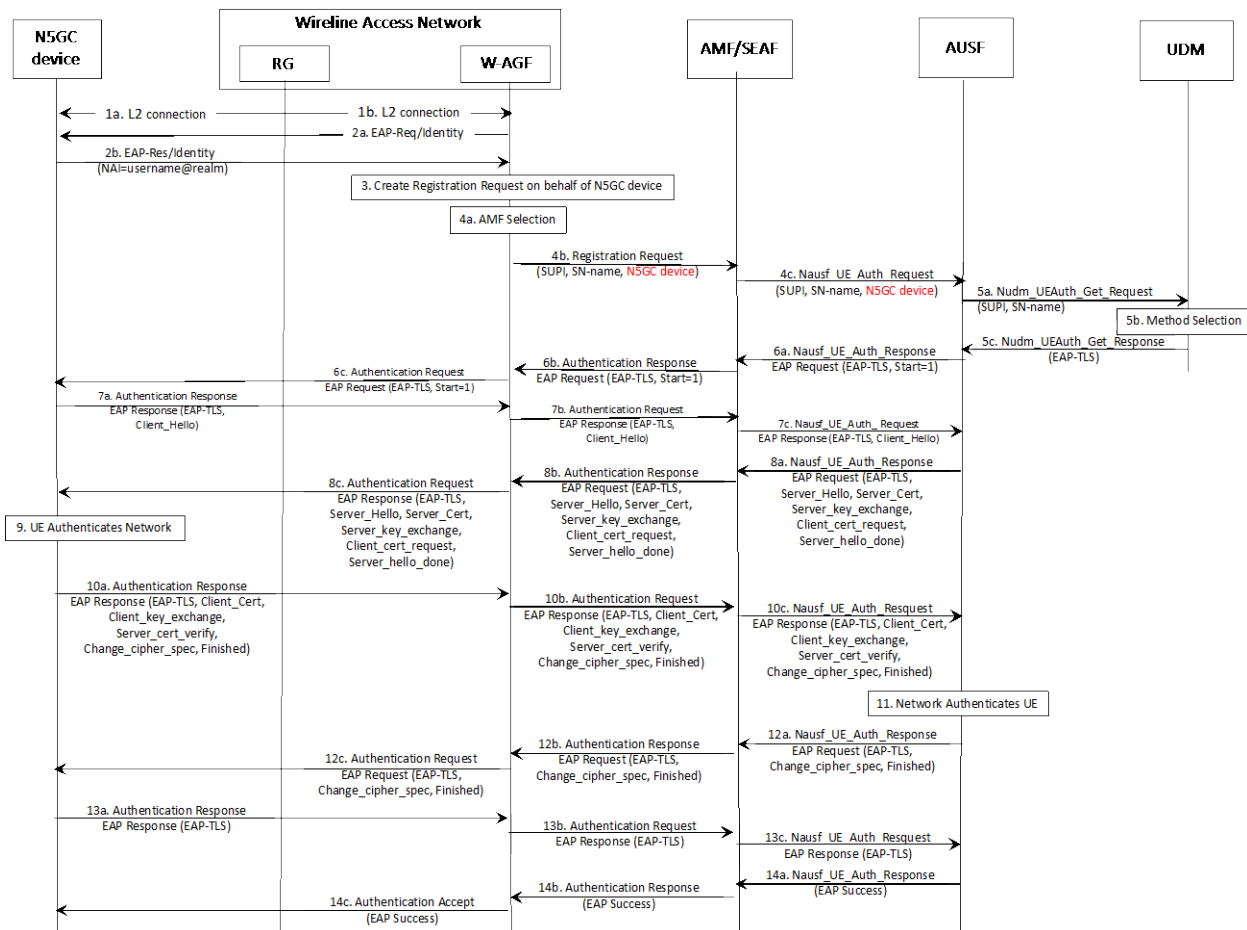 Wireline Access Network
N5GC
device
RG
W-AGF
AMF/SEAF
AUSF
UDM
1a. L2 connection
1b. L2 connection
2a. EAP-Req/Identity
2b. EAP-Res/Identity
(NAI=username@realm)
3. Create Registration Request on behalf of N5GC device
4a. AMF Selection
4b. Registration Request
(SUPI, SN-name, N5GC device)
4c. Nausf_UE_Auth_Request
(SUPI, SN-name, N5GC device)
5a. Nudm_UEAuth_Get_Request
(SUPI, SN-name)
5b. Method Selection
5c. Nudm_UEAuth_Get_Response
(EAP-TLS)
6a. Nausf_UE_Auth_Response
EAP Request (EAP-TLS, Start=1)
6b. Authentication Response
EAP Request (EAP-TLS, Start=1)
6c. Authentication Request
EAP Request (EAP-TLS, Start=1)
7a. Authentication Response
EAP Response (EAP-TLS,
Client_Hello)
7b. Authentication Request
EAP Response (EAP-TLS,
Client_Hello)
7c. Nausf_UE_Auth_ Request
EAP Response (EAP-TLS, Client_Hello)
8a. Nausf_UE_Auth_Response
EAP Request (EAP-TLS,
Server_Hello, Server_Cert,
Server_key_exchange,
Client_cert_request,
Server_hello_done)
8b. Authentication Response
EAP Request (EAP-TLS,
Server_Hello, Server_Cert,
Server_key_exchange,
Client_cert_request,
Server_hello_done)
8c. Authentication Request
EAP Response (EAP-TLS,
Server_Hello, Server_Cert,
Server_key_exchange,
Client_cert_request,
Server_hello_done)
9. UE Authenticates Network
10a. Authentication Response
EAP Response (EAP-TLS, Client_Cert,
Client_key_exchange,
Server_cert_verify,
Change_cipher_spec, Finished)
10b. Authentication Request
EAP Response (EAP-TLS, Client_Cert,
Client_key_exchange,
Server_cert_verify,
Change_cipher_spec, Finished)
10c. Nausf_UE_Auth_Resquest
EAP Response (EAP-TLS, Client_Cert,
Client_key_exchange,
Server_cert_verify,
Change_cipher_spec, Finished)
11. Network Authenticates UE
12a. Nausf_UE_Auth_Response
EAP Request (EAP-TLS,
Change_cipher_spec, Finished)
12b. Authentication Response
EAP Request (EAP-TLS,
Change_cipher_spec, Finished)
12c. Authentication Request
EAP Request (EAP-TLS,
Change_cipher_spec, Finished)
13a. Authentication Response
EAP Response (EAP-TLS)
13b. Authentication Request
EAP Response (EAP-TLS)
13c. Nausf_UE_Auth_Resquest
EAP Response (EAP-TLS)
14a. Nausf_UE_Auth_Response
(EAP Success)
14b. Authentication Response
(EAP Success)
14c. Authentication Accept
(EAP Success)